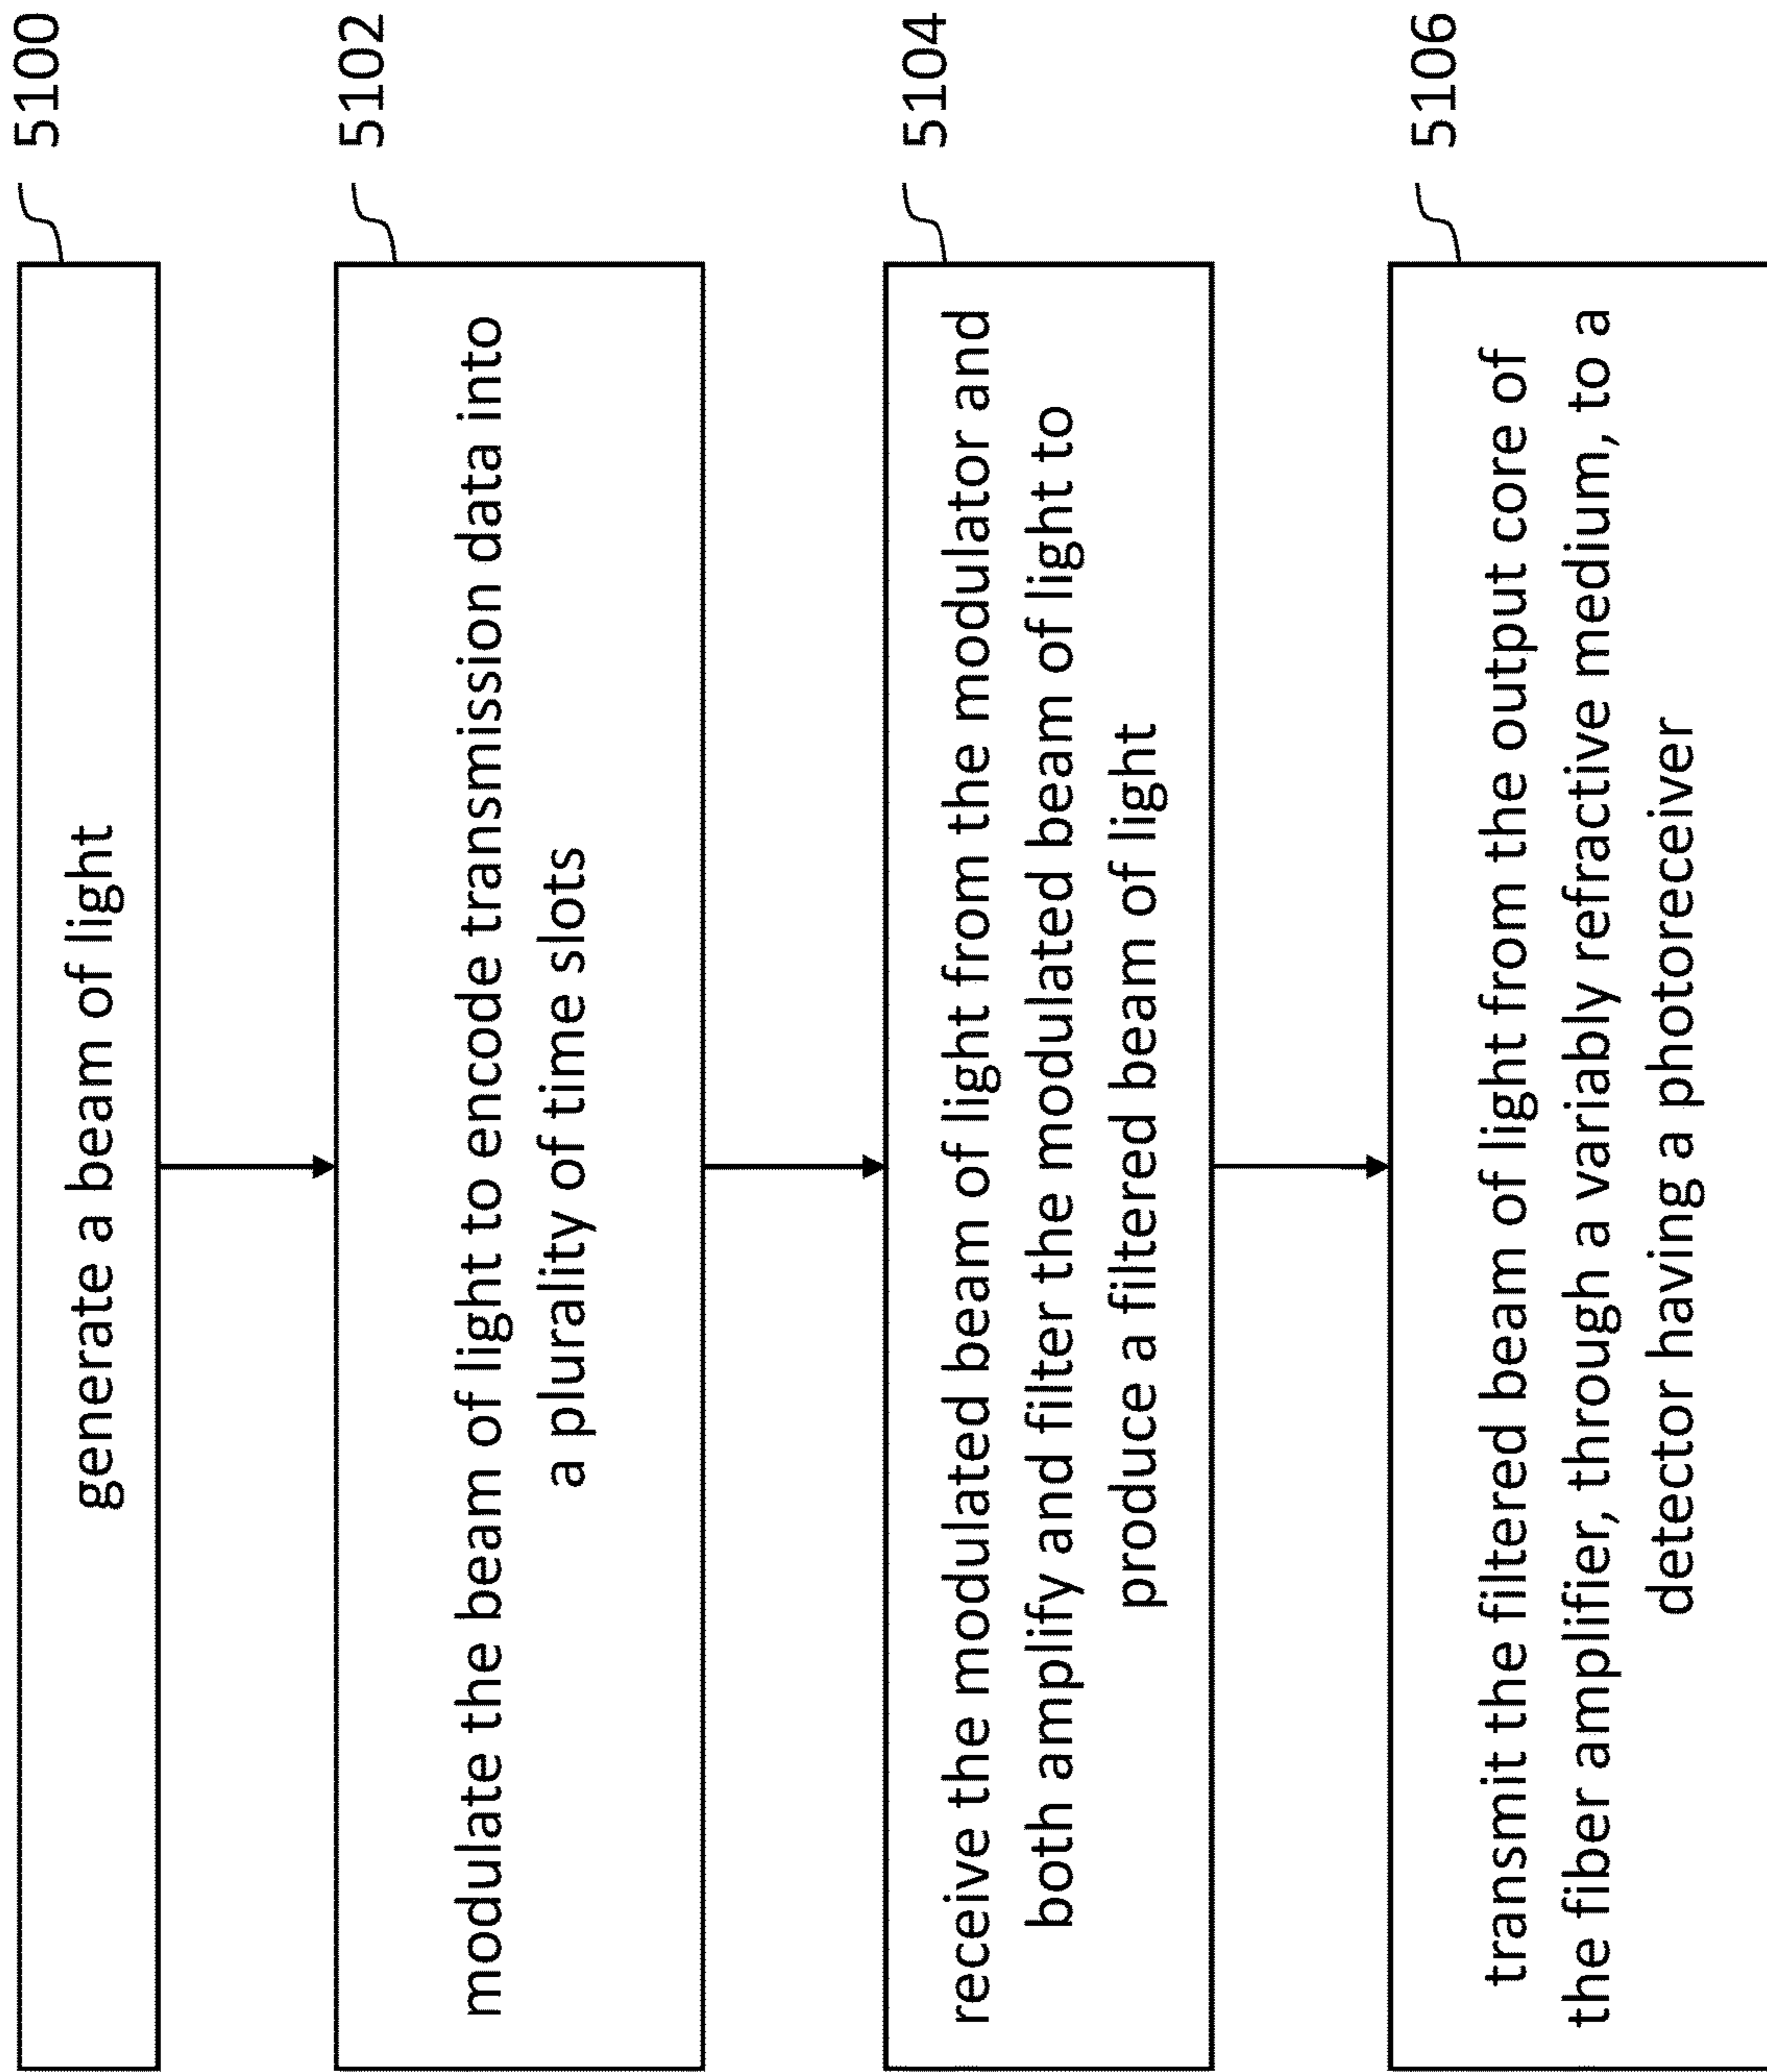 generate a beam of light
5100
modulate the beam of light to encode transmission data into
a plurality of time slots
5102
receive the modulated beam of light from the modulator and
both amplify and filter the modulated beam of light to
produce a filtered beam of light
5104
transmit the filtered beam of light from the output core of
the fiber amplifier, through a variably refractive medium, to a
detector having a photoreceiver
5106